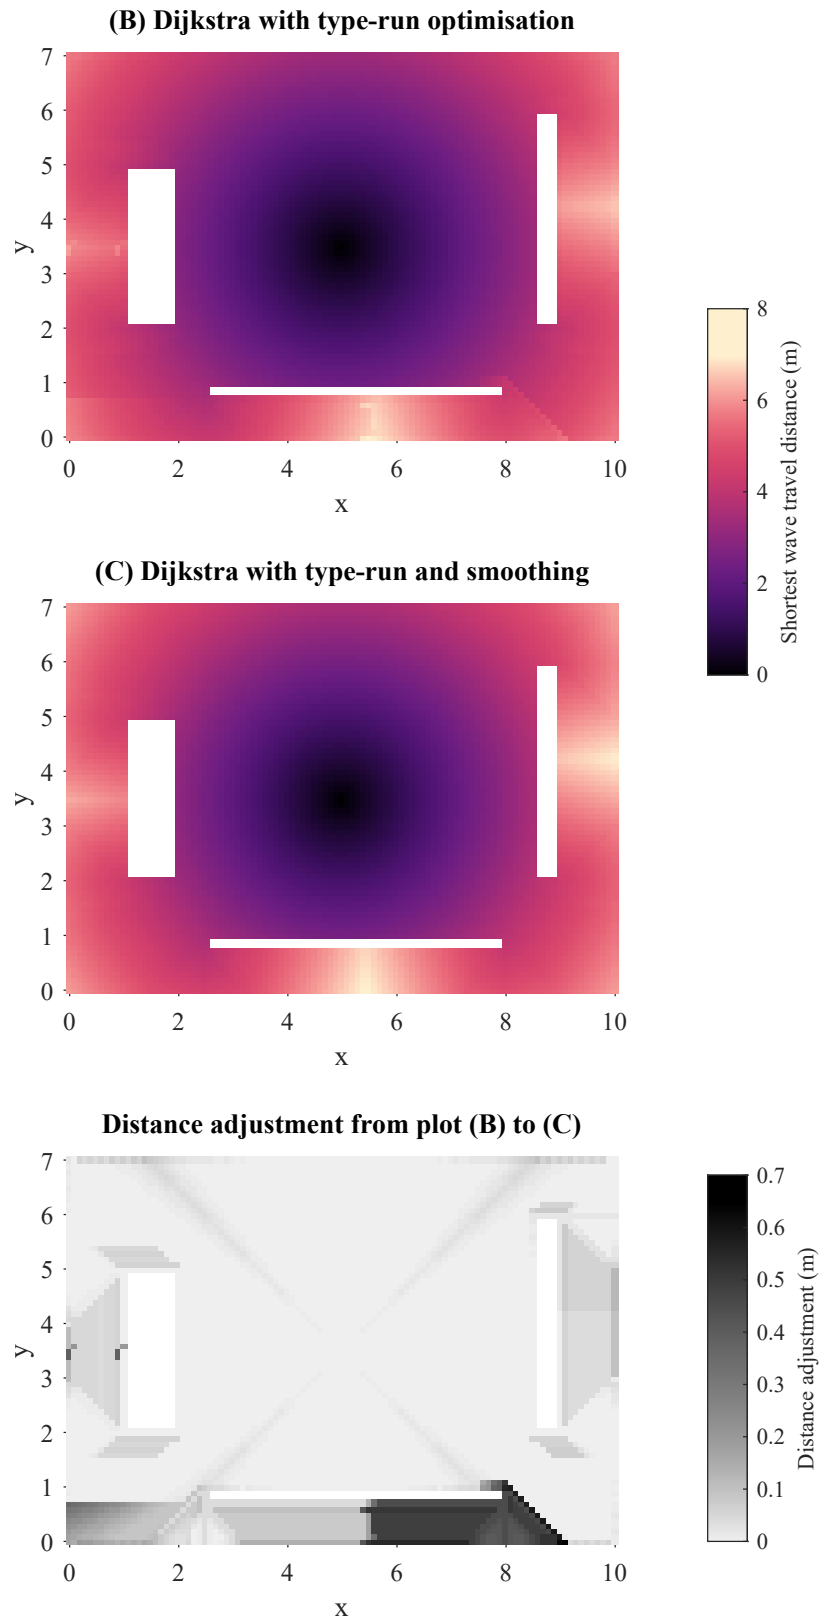 (B) Dijkstra with type-run optimisation
7
6
5
4
3
2
1
0
y
0 2 4 6 8 10
x
8
6
4
2
0
Shortest wave travel distance (m)
(C) Dijkstra with type-run and smoothing
7
6
5
4
3
2
1
0
y
0 2 4 6 8 10
x
Distance adjustment from plot (B) to (C)
7
6
5
4
3
2
1
0
y
0 2 4 6 8 10
x
0.7
0.6
0.5
0.4
0.3
0.2
0.1
0
Distance adjustment (m)